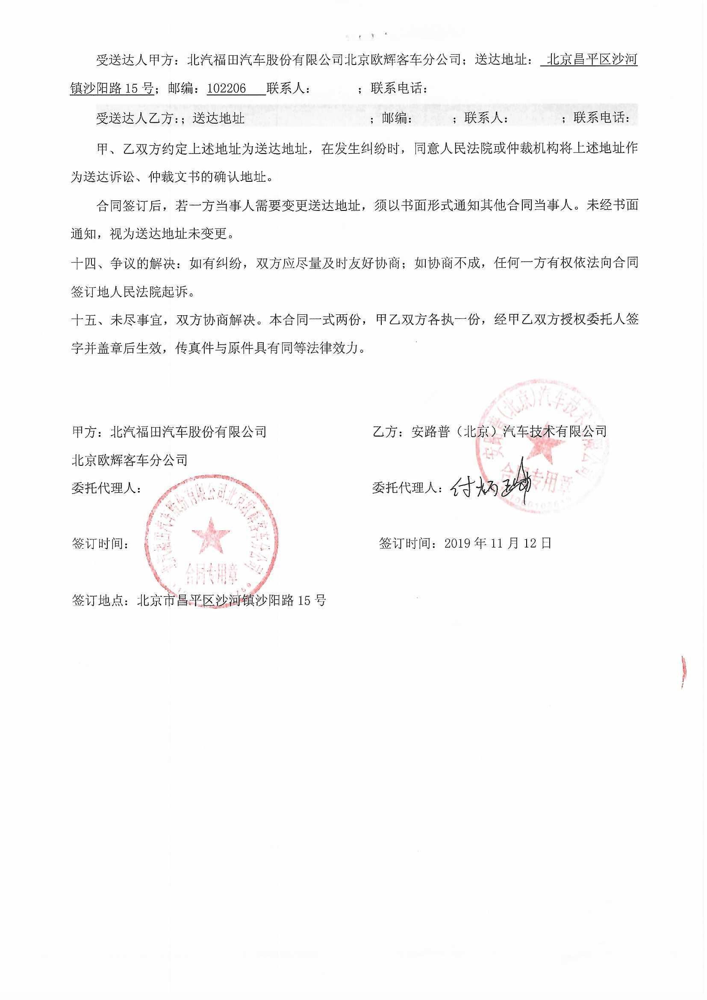 受送达人甲方：北汽福田汽车股份有限公司北京欧辉客车分公司；送达地址： 北京昌平区沙河
镇沙阳路 15 号；邮编：102206 联系人： ；联系电话：
受送达人乙方：；送达地址 ；邮编： ；联系人： ；联系电话：
甲、乙双方约定上述地址为送达地址，在发生纠纷时，同意人民法院或仲裁机构将上述地址作
为送达诉讼、仲裁文书的确认地址。
合同签订后，若一方当事人需要变更送达地址，须以书面形式通知其他合同当事人。未经书面
通知，视为送达地址未变更。
十四、争议的解决：如有纠纷，双方应尽量及时友好协商；如协商不成，任何一方有权依法向合同
签订地人民法院起诉。
十五、未尽事宜，双方协商解决。本合同一式两份，甲乙双方各执一份，经甲乙双方授权委托人签
字并盖章后生效，传真件与原件具有同等法律效力。
甲方：北汽福田汽车股份有限公司
乙方：安路普（北京）汽车技术有限公司
北京欧辉客车分公司
委托代理人：
委托代理人：付炳
签订时间：
签订时间：2019 年 11 月 12 日
签订地点：北京市昌平区沙河镇沙阳路 15 号
安路普（北京）汽车技术有限公司
合同专用章
北汽福田汽车股份有限公司北京欧辉客车分公司
合同专用章